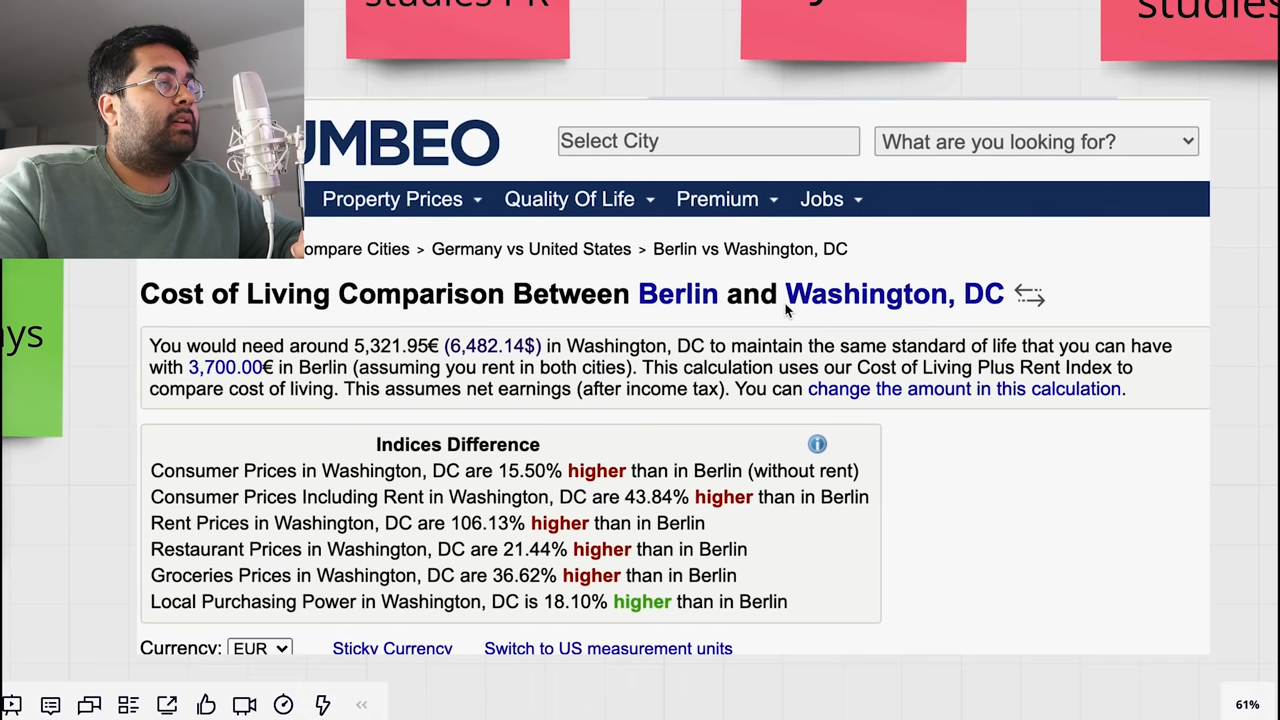 studies PR
studies
UMBEO
Select City
What are you looking for?
Property Prices
Quality Of Life
Premium
Jobs
ompare Cities > Germany vs United States > Berlin vs Washington, DC
Cost of Living Comparison Between Berlin and Washington, DC
You would need around 5,321.95€ (6,482.14$) in Washington, DC to maintain the same standard of life that you can have
with 3,700.00€ in Berlin (assuming you rent in both cities). This calculation uses our Cost of Living Plus Rent Index to
compare cost of living. This assumes net earnings (after income tax). You can change the amount in this calculation.
Indices Difference
Consumer Prices in Washington, DC are 15.50% higher than in Berlin (without rent)
Consumer Prices Including Rent in Washington, DC are 43.84% higher than in Berlin
Rent Prices in Washington, DC are 106.13% higher than in Berlin
Restaurant Prices in Washington, DC are 21.44% higher than in Berlin
Groceries Prices in Washington, DC are 36.62% higher than in Berlin
Local Purchasing Power in Washington, DC is 18.10% higher than in Berlin
Currency: EUR
Sticky Currency
Switch to US measurement units
ys
61%